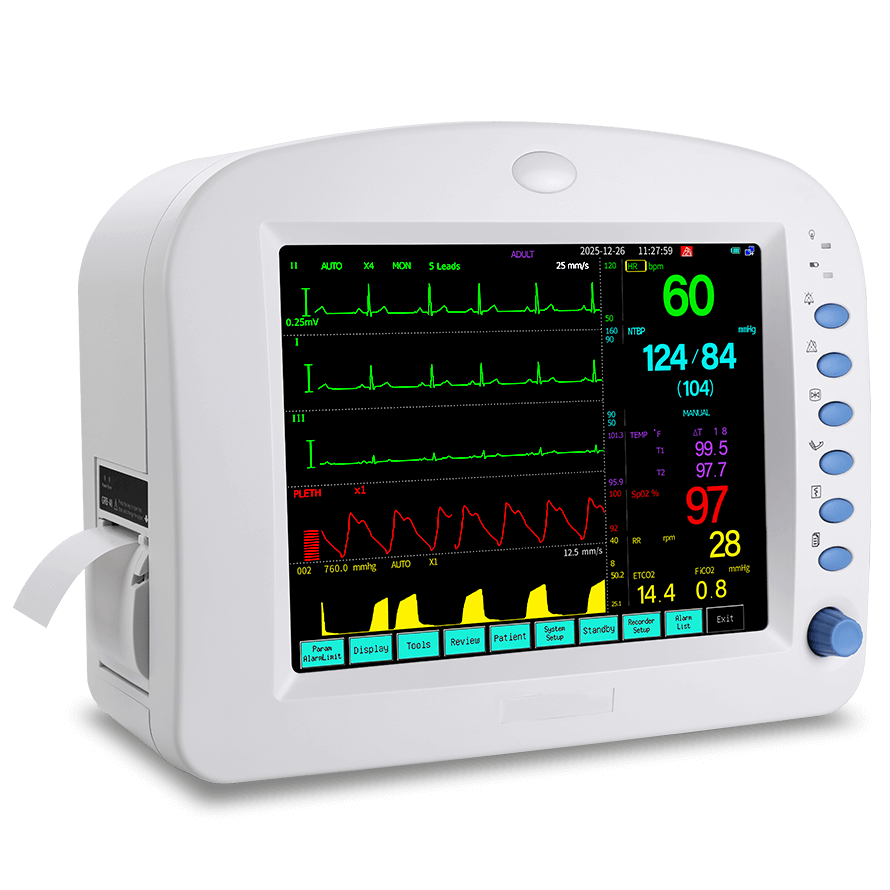 ADULT 2025-12-26 11:27:59
II AUTO X4 MON 5 Leads 25 mm/s
0.25mV
I
III
PLETH x1
12.5 mm/s
002 760.0 mmhg AUTO X1
120 HR bpm
60
50
160 NIBP mmHg
90
124/84
(104)
90 MANUAL
50
101.3 TEMP °F ΔT 1.8
T1 99.5
T2 97.7
95.9
100 SpO2 %
97
92
40 RR rpm
28
8
50.2 ETCO2 FiCO2 mmHg
14.4 0.8
25.1
Param
AlarmLimit
Display
Tools
Review
Patient
System
Setup
Standby
Recorder
Setup
Alarm
List
Exit